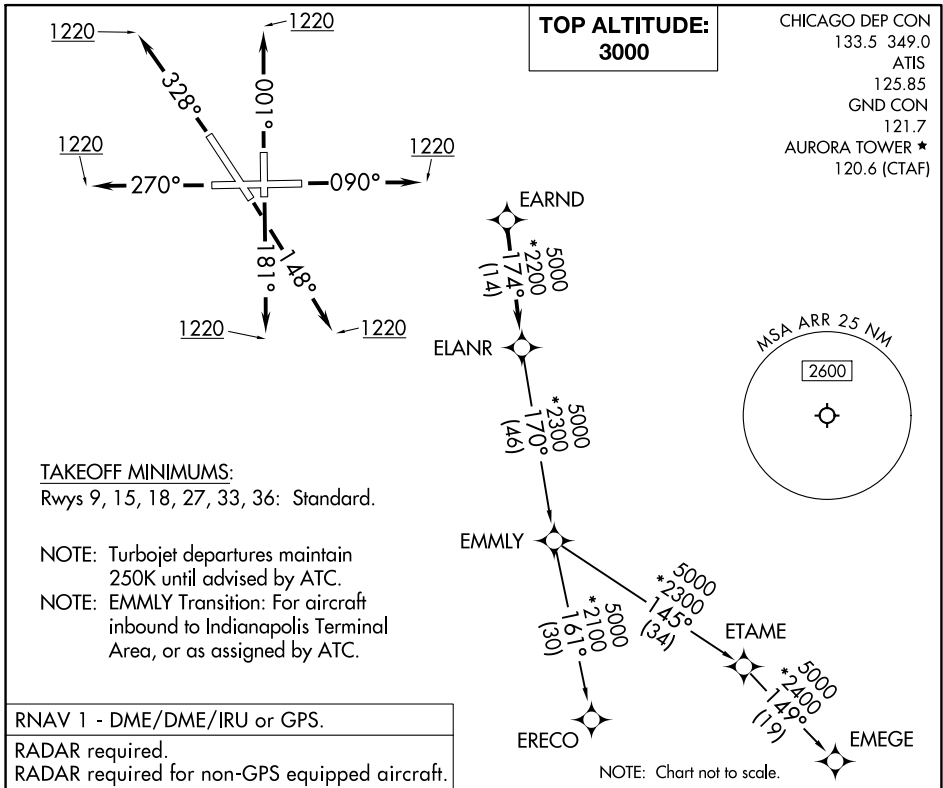 TOP ALTITUDE:
3000
CHICAGO DEP CON
133.5 349.0
ATIS
125.85
GND CON
121.7
AURORA TOWER ★
120.6 (CTAF)
1220
1220
328°
001°
1220
1220
270°
090°
181°
148°
1220
1220
EARND
5000
*2200
174°
(14)
ELANR
5000
*2300
170°
(46)
MSA ARR 25 NM
2600
TAKEOFF MINIMUMS:
Rwys 9, 15, 18, 27, 33, 36: Standard.
NOTE: Turbojet departures maintain
250K until advised by ATC.
NOTE: EMMLY Transition: For aircraft
inbound to Indianapolis Terminal
Area, or as assigned by ATC.
EMMLY
5000
*2300
145°
(34)
5000
*2100
161°
(30)
ETAME
5000
*2400
149°
(19)
ERECO
EMEGE
RNAV 1 - DME/DME/IRU or GPS.
RADAR required.
RADAR required for non-GPS equipped aircraft.
NOTE: Chart not to scale.